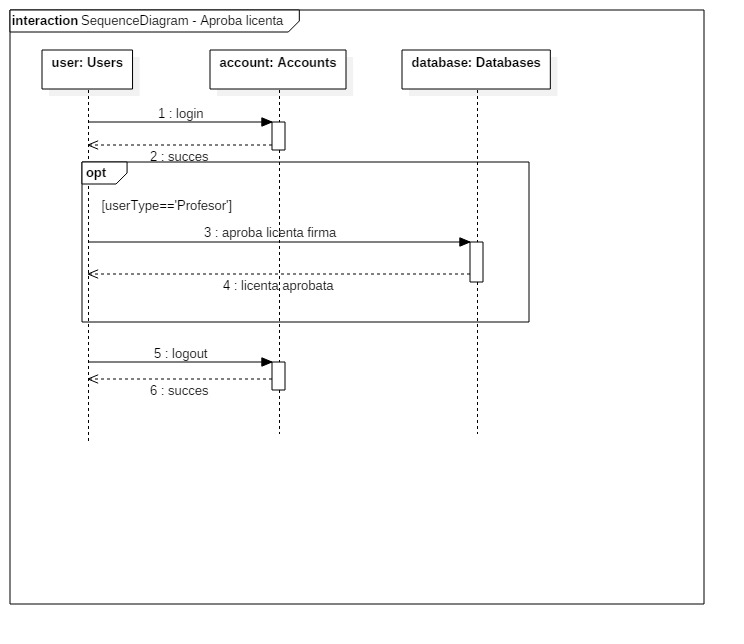 interaction SequenceDiagram - Aproba licenta
user: Users
account: Accounts
database: Databases
1 : login
2 : succes
opt
[userType=='Profesor']
3 : aproba licenta firma
4 : licenta aprobata
5 : logout
6 : succes